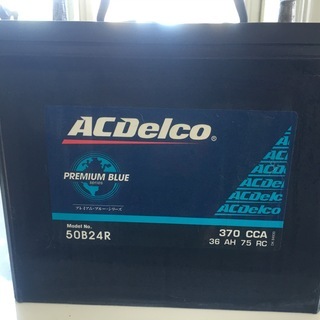 ACDelco®
PREMIUM BLUE
SERIES
プレミアム・ブルー・シリーズ
Model No.
50B24R
ACDelco
ACDelco
ACDelco
ACDelco
370 CCA
36 AH 75 RC